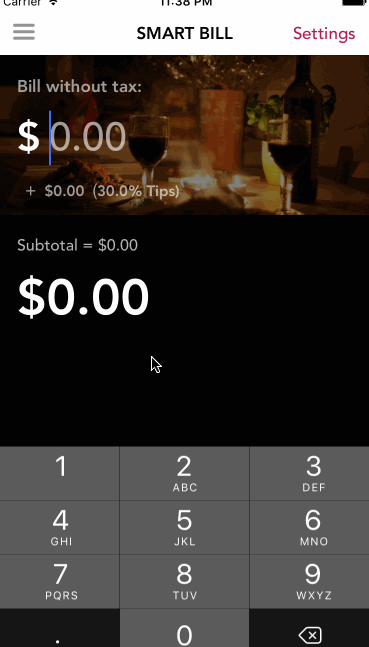 Carrier 11:38 PM
SMART BILL Settings
Bill without tax:
$ 0.00
+ $0.00 (30.0% Tips)
Subtotal = $0.00
$0.00
1 2 3
ABC DEF
4 5 6
GHI JKL MNO
7 8 9
PQRS TUV WXYZ
. 0